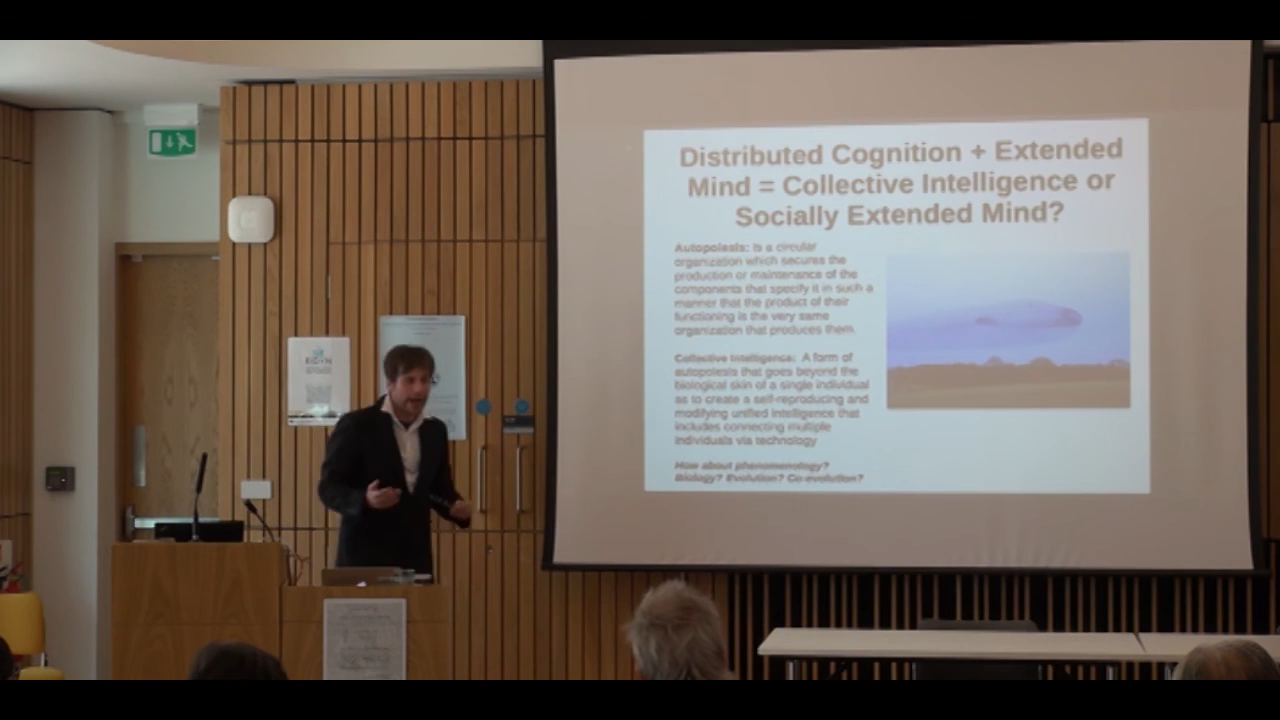 Distributed Cognition + Extended
Mind = Collective Intelligence or
Socially Extended Mind?
Autopoiesis: Is a circular
organization which secures the
production or maintenance of the
components that specify it in such a
manner that the product of their
functioning is the very same
organization that produces them.
Collective Intelligence: A form of
autopoiesis that goes beyond the
biological skin of a single individual
as to create a self-reproducing and
modifying unified intelligence that
includes connecting multiple
individuals via technology
How about phenomenology?
Biology? Evolution? Co-evolution?